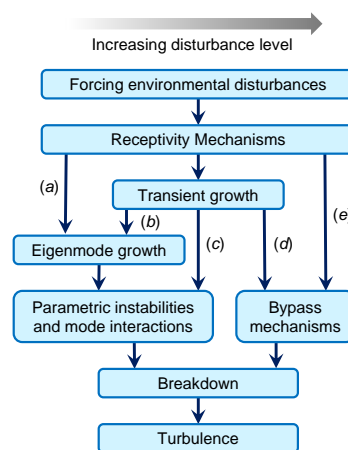 Increasing disturbance level
Forcing environmental disturbances
Receptivity Mechanisms
(a)
Transient growth
(b)
(e)
Eigenmode growth
(c)
(d)
Parametric instabilities
and mode interactions
Bypass
mechanisms
Breakdown
Turbulence